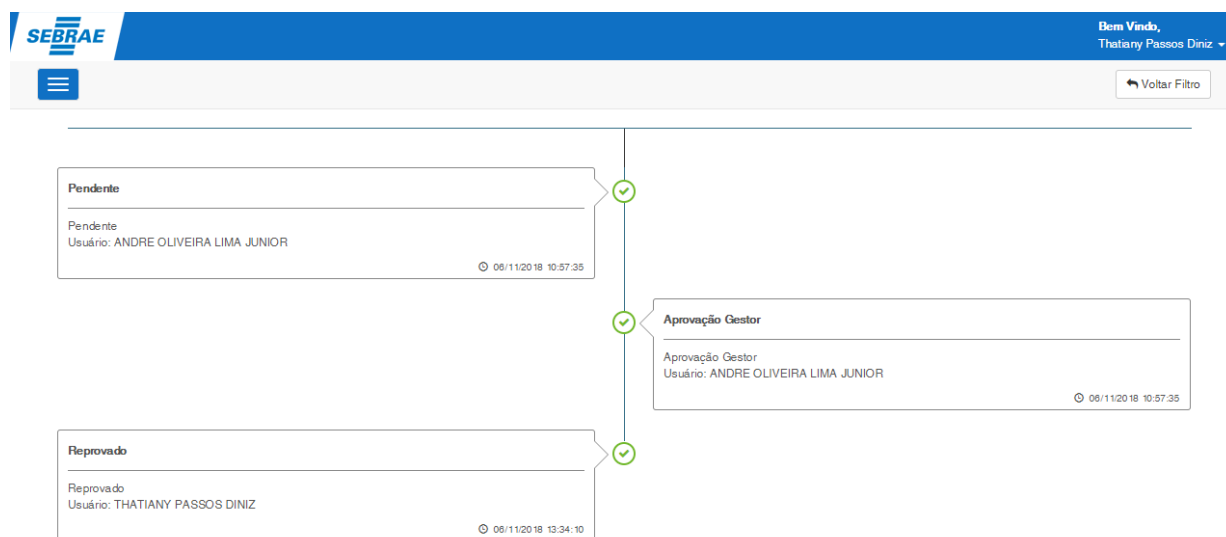 SEBRAE
Bem Vindo,
Thatiany Passos Diniz
Voltar Filtro
Pendente
Pendente
Usuário: ANDRE OLIVEIRA LIMA JUNIOR
06/11/2018 10:57:35
Aprovação Gestor
Aprovação Gestor
Usuário: ANDRE OLIVEIRA LIMA JUNIOR
06/11/2018 10:57:35
Reprovado
Reprovado
Usuário: THATIANY PASSOS DINIZ
06/11/2018 13:34:10